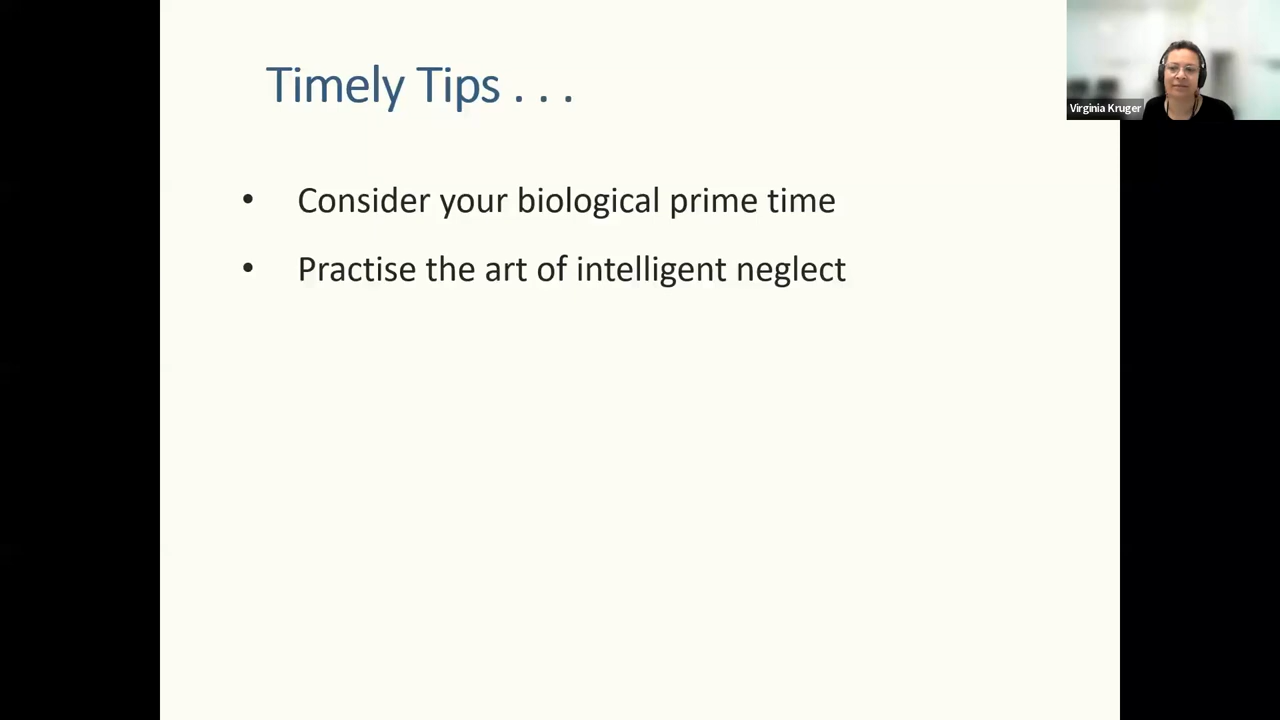 Timely Tips . . .
Virginia Kruger
• Consider your biological prime time
• Practise the art of intelligent neglect